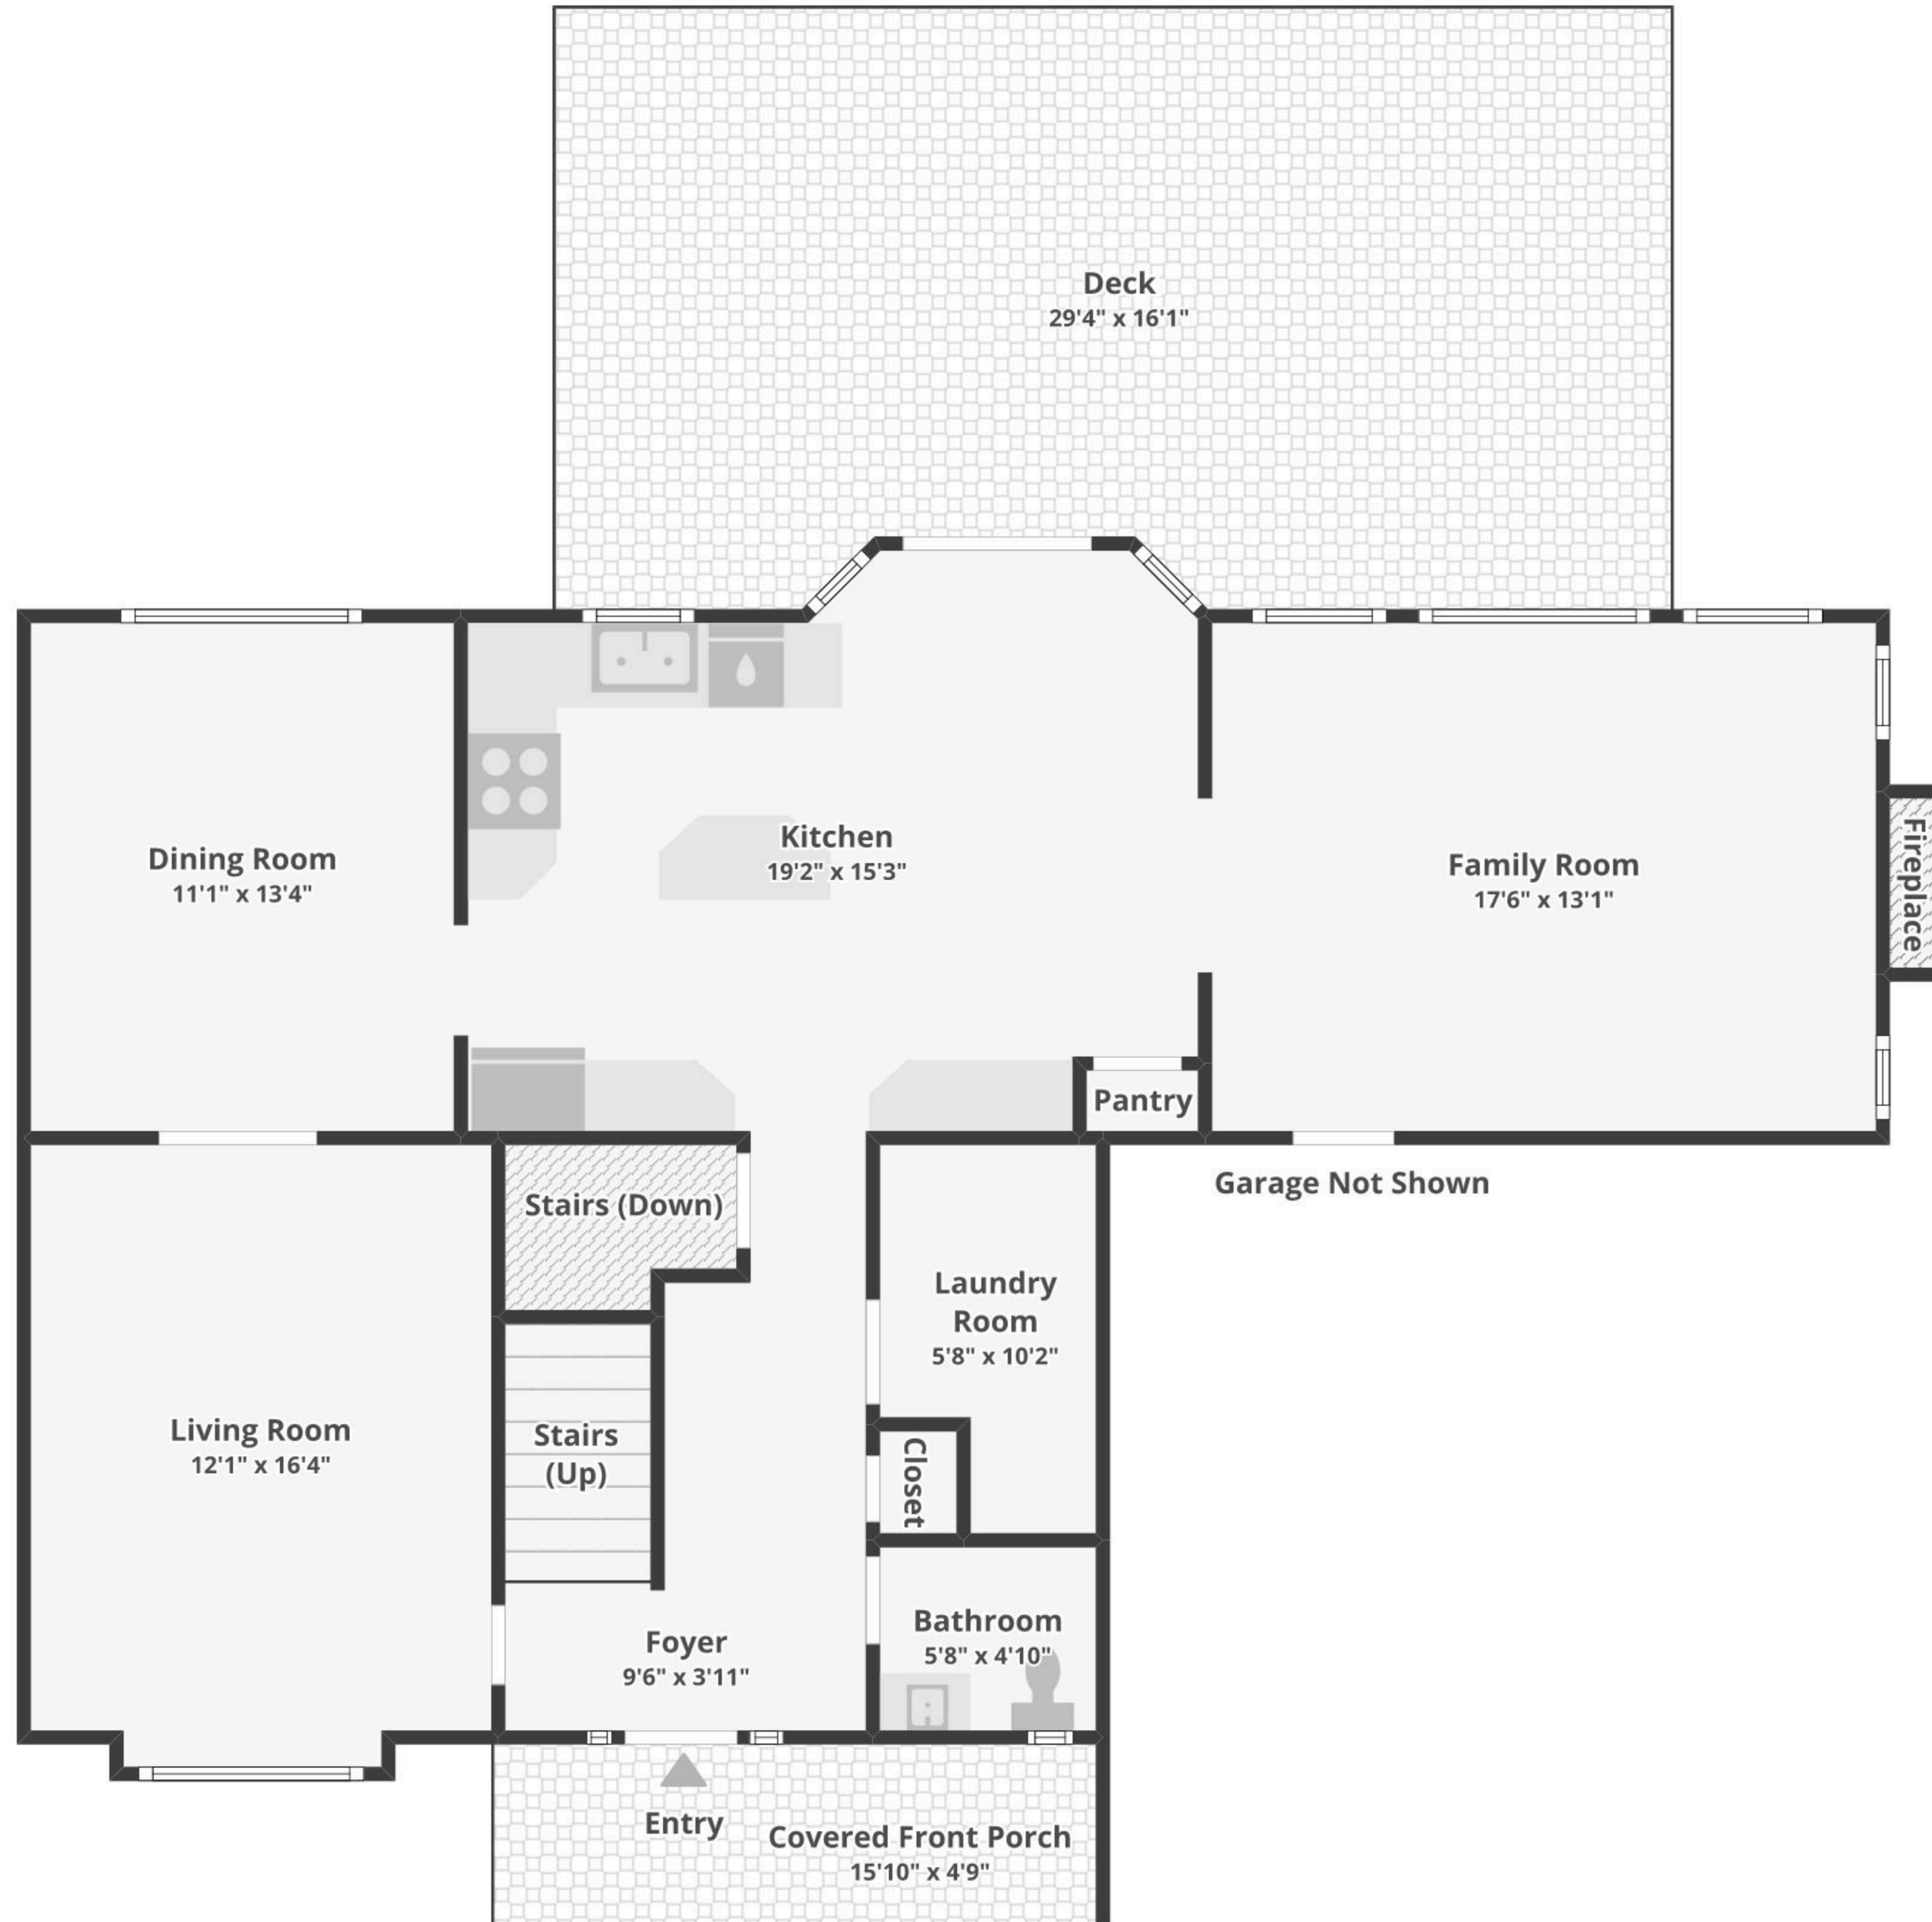 Deck
29'4" x 16'1"
Kitchen
19'2" x 15'3"
Dining Room
11'1" x 13'4"
Family Room
17'6" x 13'1"
Fireplace
Pantry
Garage Not Shown
Stairs (Down)
Laundry
Room
5'8" x 10'2"
Living Room
12'1" x 16'4"
Stairs
(Up)
Closet
Bathroom
5'8" x 4'10"
Foyer
9'6" x 3'11"
Entry
Covered Front Porch
15'10" x 4'9"